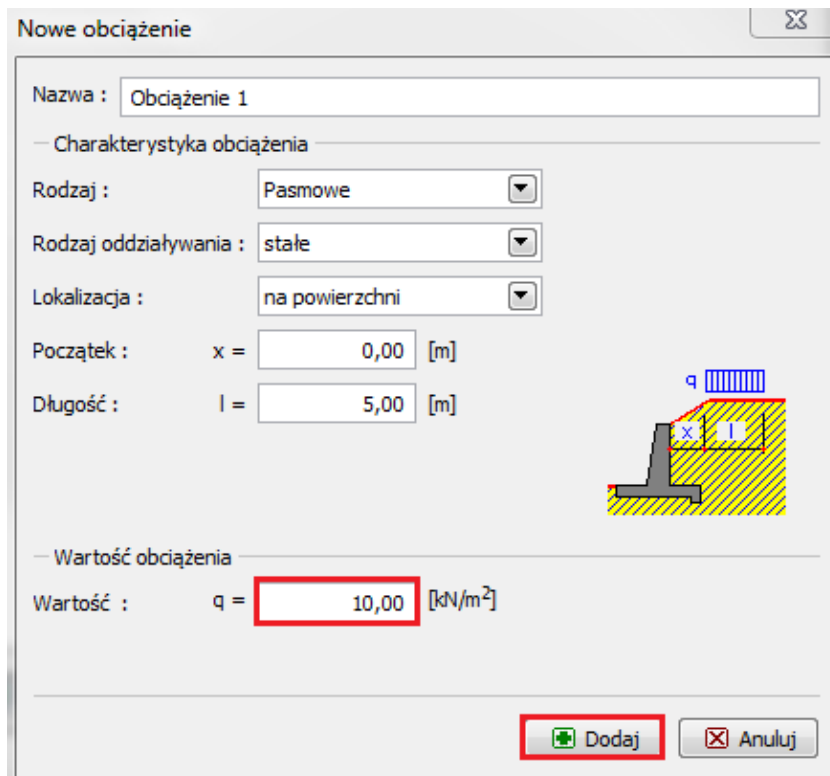 Nowe obciążenie
Nazwa : Obciążenie 1
Charakterystyka obciążenia
Rodzaj : Pasmowe
Rodzaj oddziaływania : stałe
Lokalizacja : na powierzchni
Początek : x = 0,00 [m]
Długość : l = 5,00 [m]
q
x l
Wartość obciążenia
Wartość : q = 10,00 [kN/m²]
Dodaj Anuluj